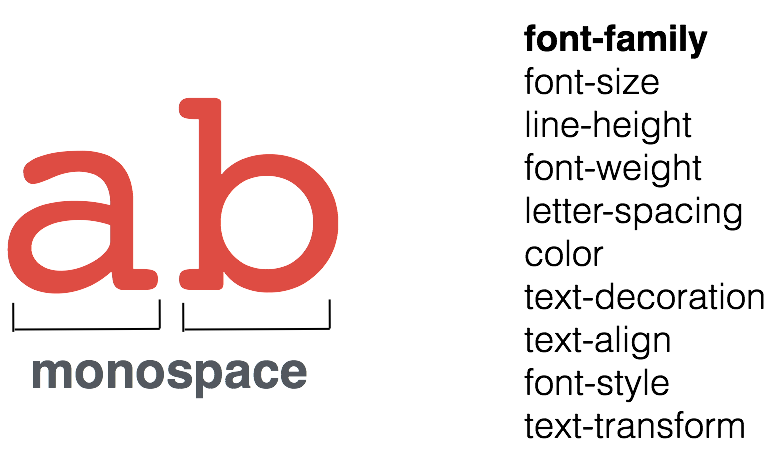 ab
monospace
font-family
font-size
line-height
font-weight
letter-spacing
color
text-decoration
text-align
font-style
text-transform